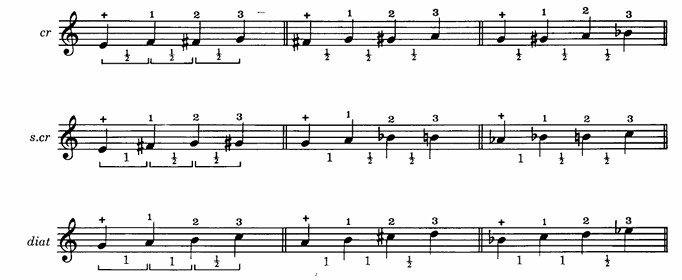 + 1 2 3 + 1 2 3 + 1 2 3
cr
½ ½ ½ ½ ½ ½ ½ ½ ½
+ 1 2 3 + 1 2 3 + 1 2 3
s.cr
1 ½ ½ 1 ½ ½ 1 ½ ½
+ 1 2 3 + 1 2 3 + 1 2 3
diat
1 1 ½ 1 1 ½ 1 1 ½